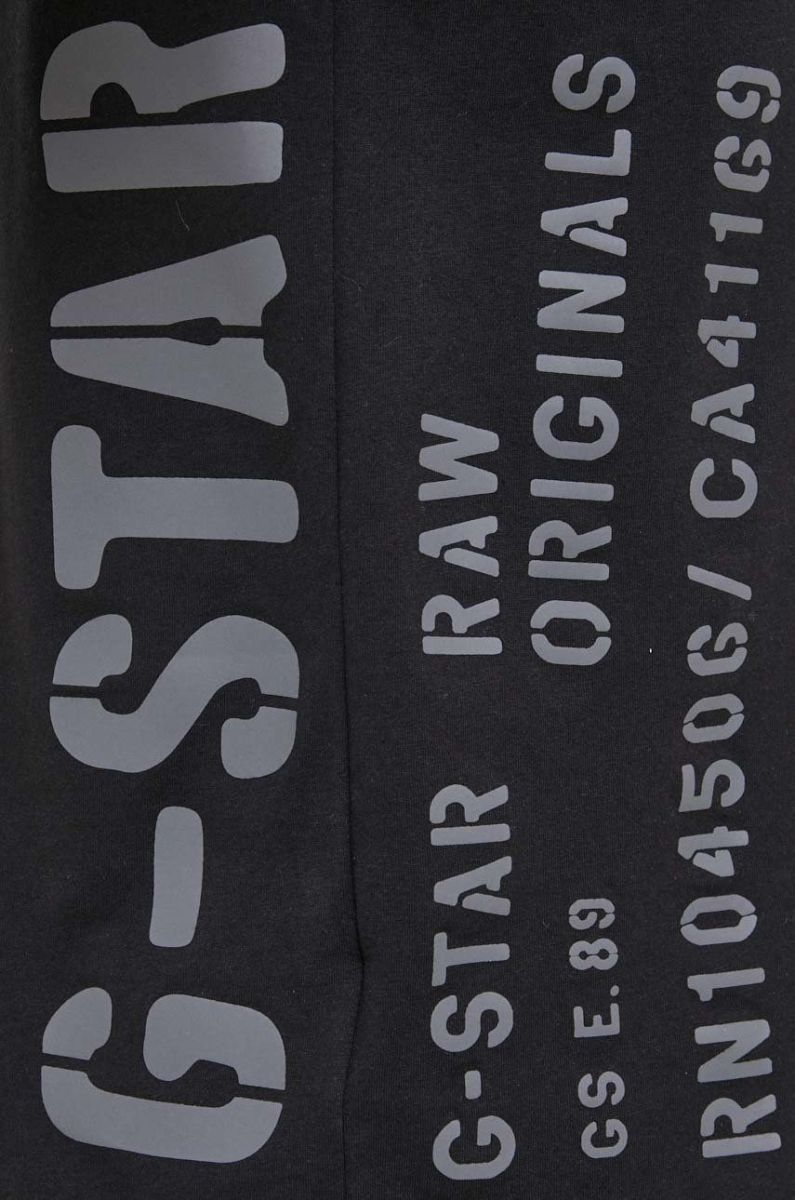 G-STAR
G-STAR RAW
GS E.89 ORIGINALS
RN104506/ CA41169